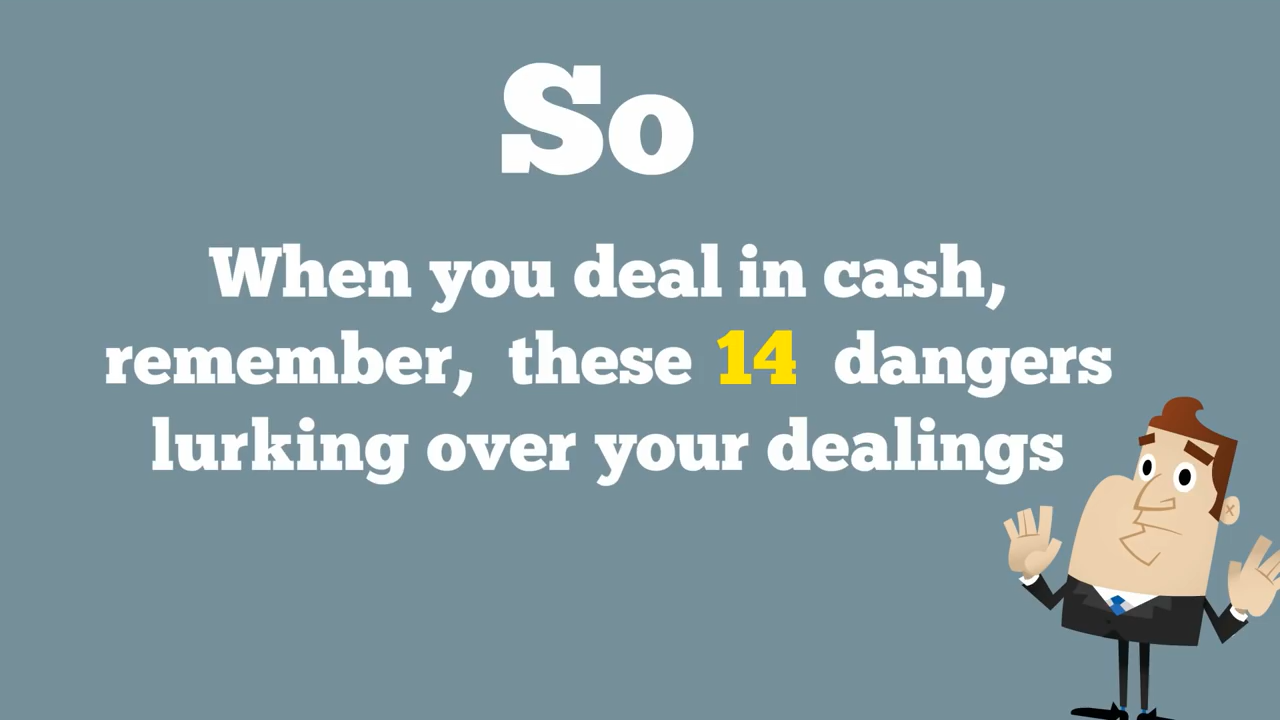 So
When you deal in cash,
remember, these 14 dangers
lurking over your dealings